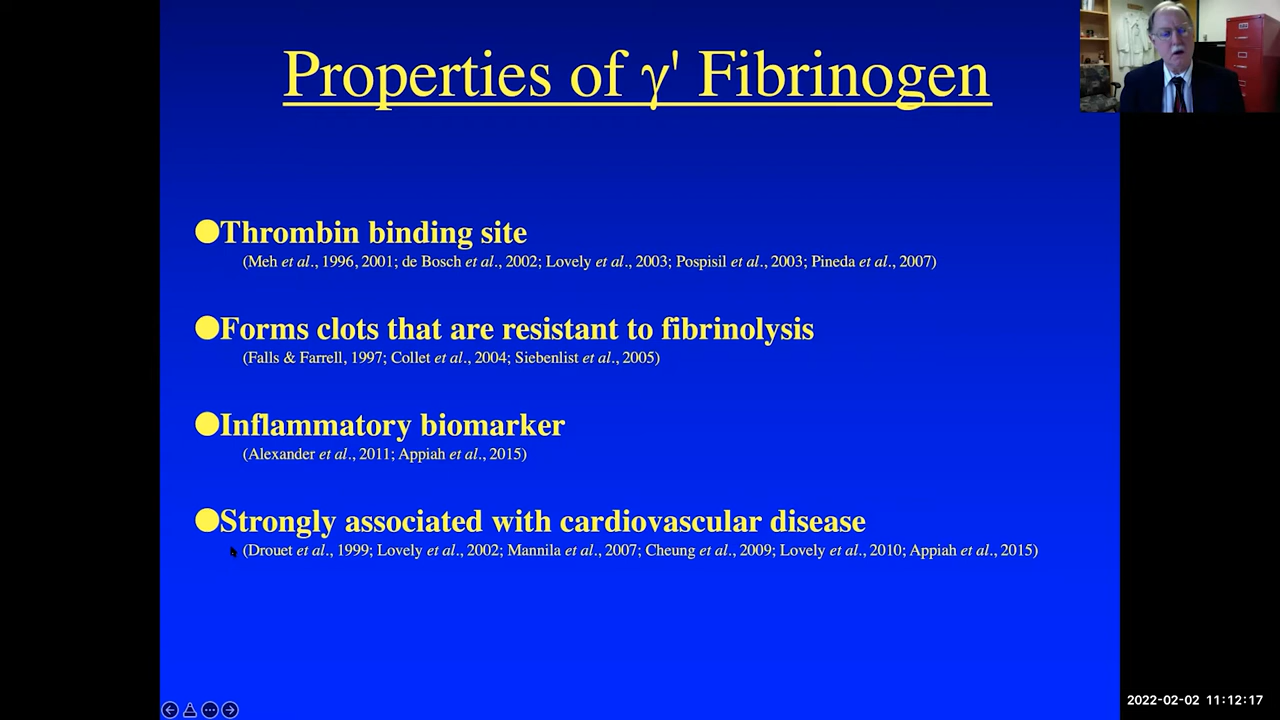 Properties of γ' Fibrinogen
●Thrombin binding site
(Meh et al., 1996, 2001; de Bosch et al., 2002; Lovely et al., 2003; Pospisil et al., 2003; Pineda et al., 2007)
●Forms clots that are resistant to fibrinolysis
(Falls & Farrell, 1997; Collet et al., 2004; Siebenlist et al., 2005)
●Inflammatory biomarker
(Alexander et al., 2011; Appiah et al., 2015)
●Strongly associated with cardiovascular disease
(Drouet et al., 1999; Lovely et al., 2002; Mannila et al., 2007; Cheung et al., 2009; Lovely et al., 2010; Appiah et al., 2015)
2022-02-02 11:12:17